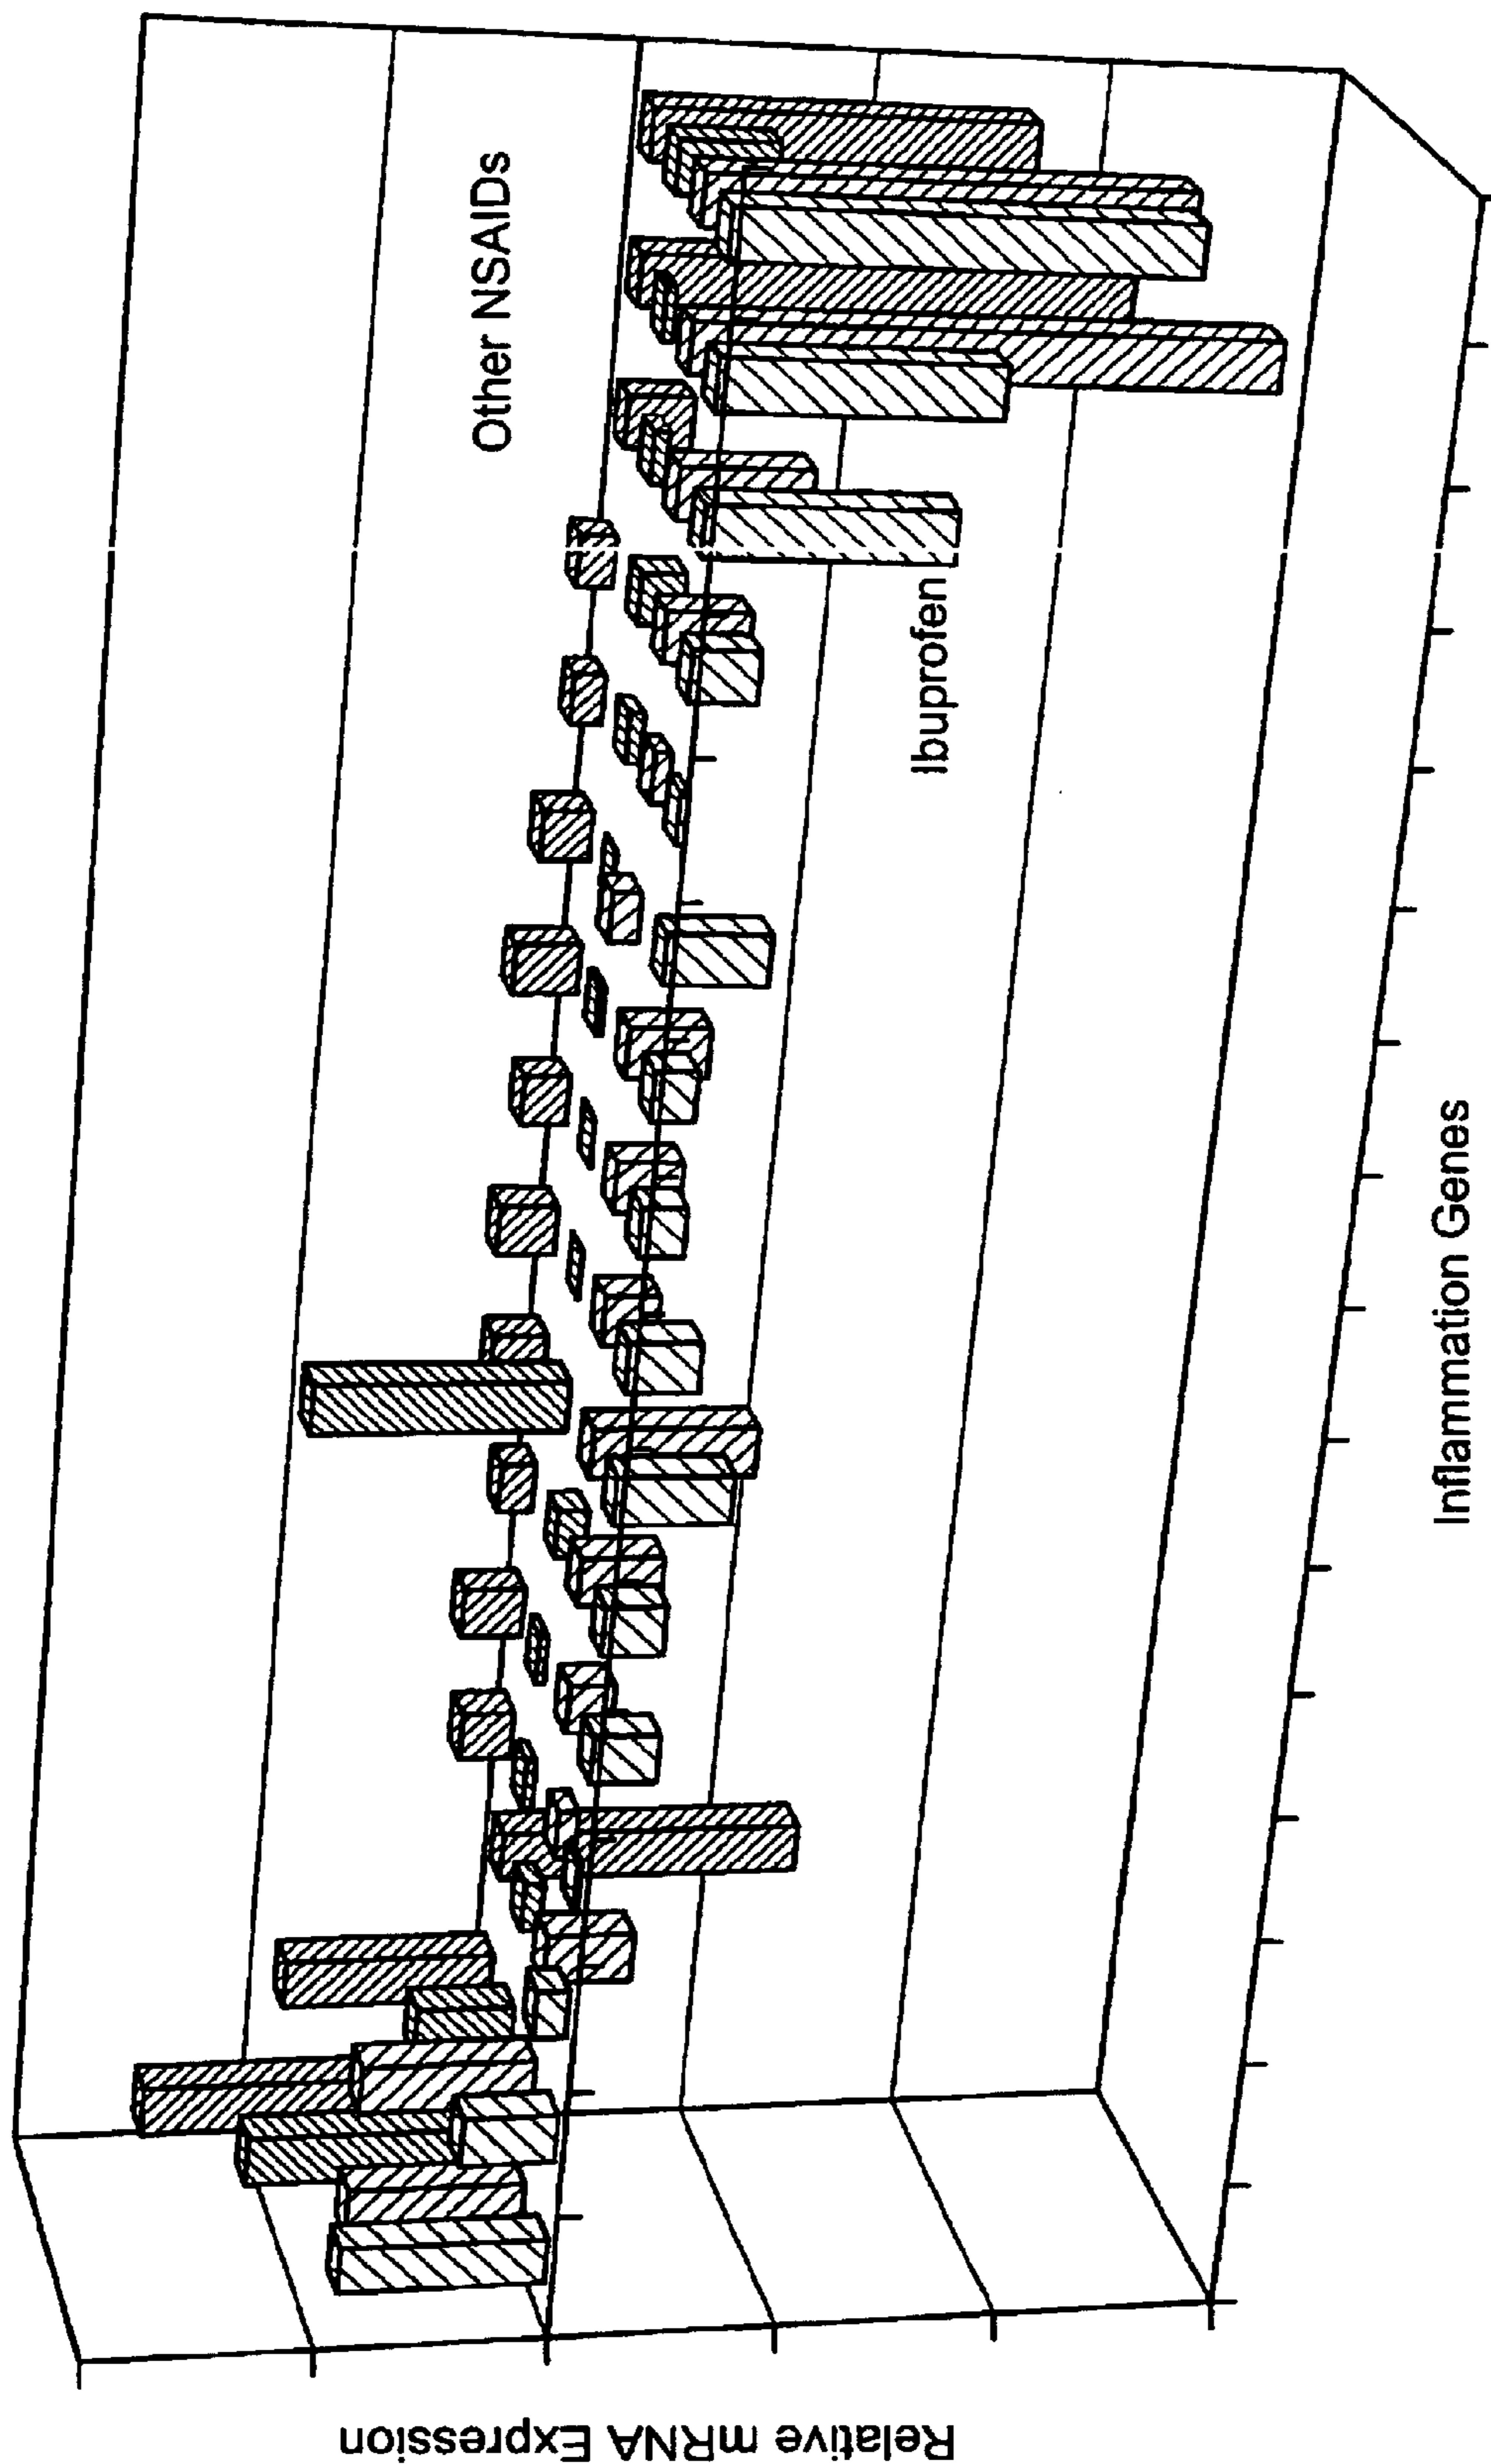 Relative mRNA Expression
Other NSAIDs
Ibuprofen
Inflammation Genes